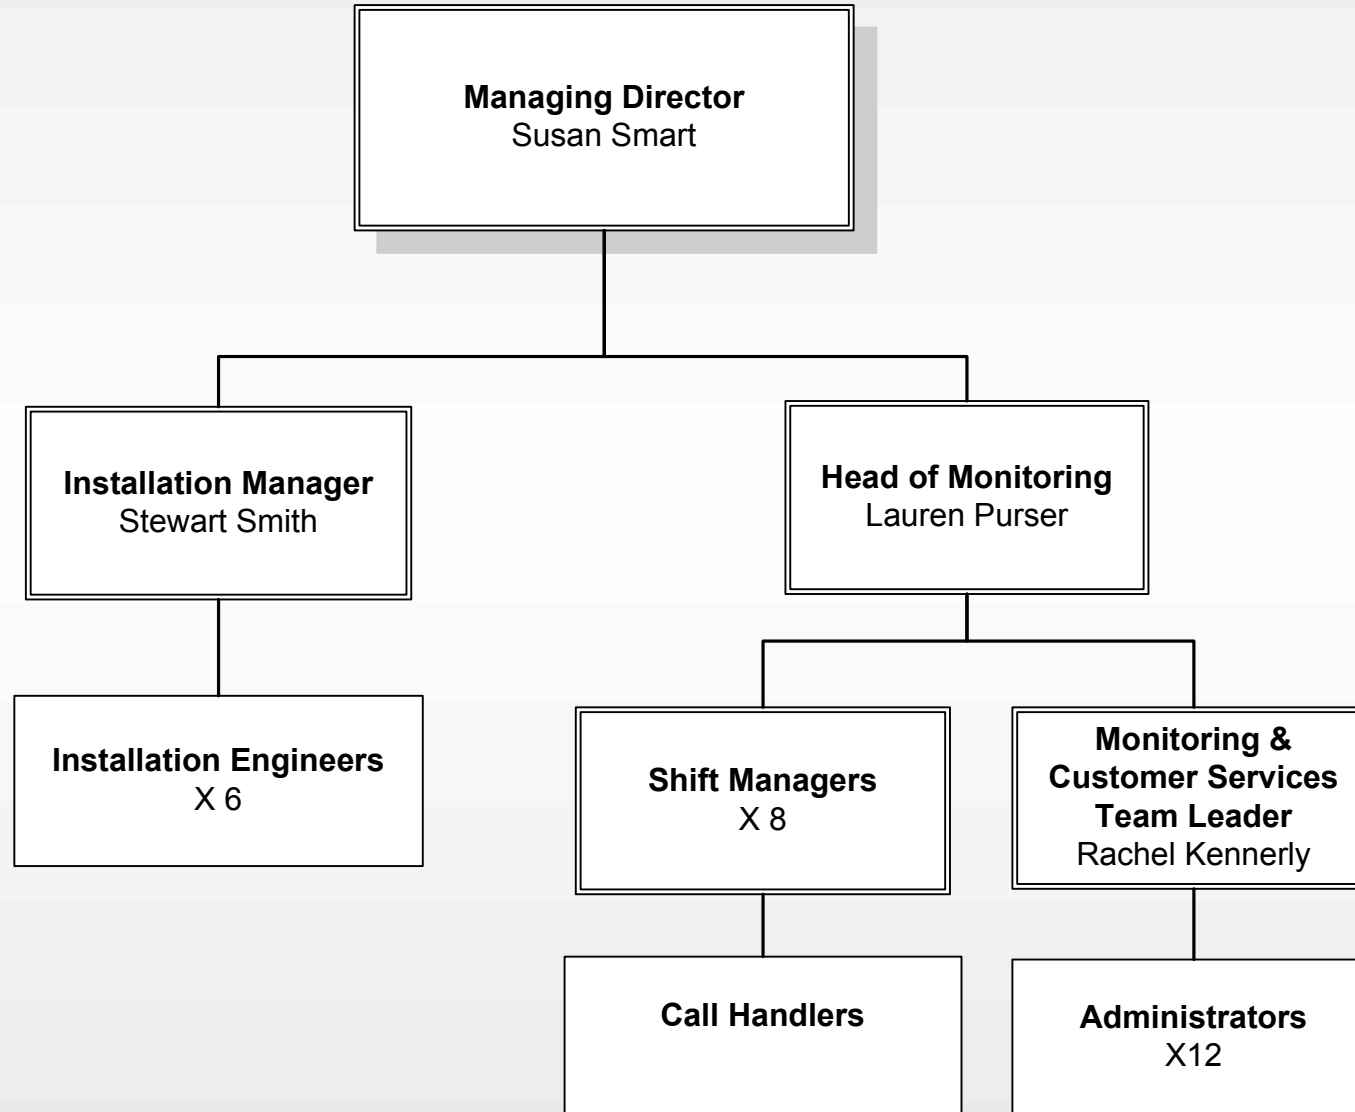 Managing Director
Susan Smart
Installation Manager
Stewart Smith
Head of Monitoring
Lauren Purser
Installation Engineers
X 6
Shift Managers
X 8
Monitoring &
Customer Services
Team Leader
Rachel Kennerly
Call Handlers
Administrators
X12